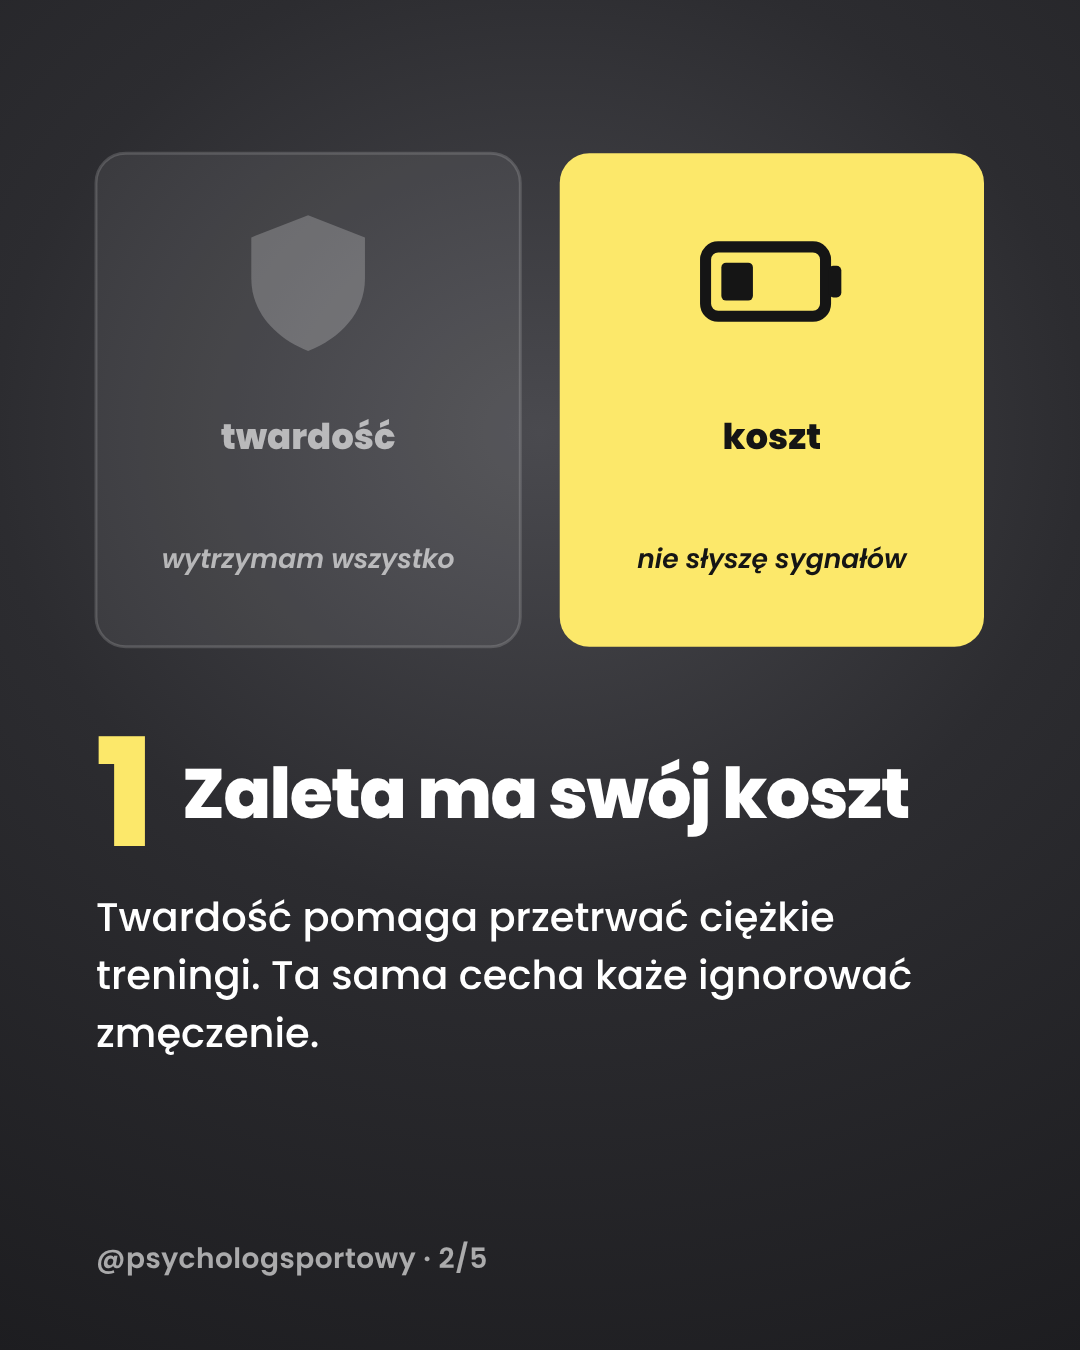 twardość
koszt
wytrzymam wszystko
nie słyszę sygnałów
1 Zaleta ma swój koszt
Twardość pomaga przetrwać ciężkie
treningi. Ta sama cecha każe ignorować
zmęczenie.
@psychologsportowy · 2/5